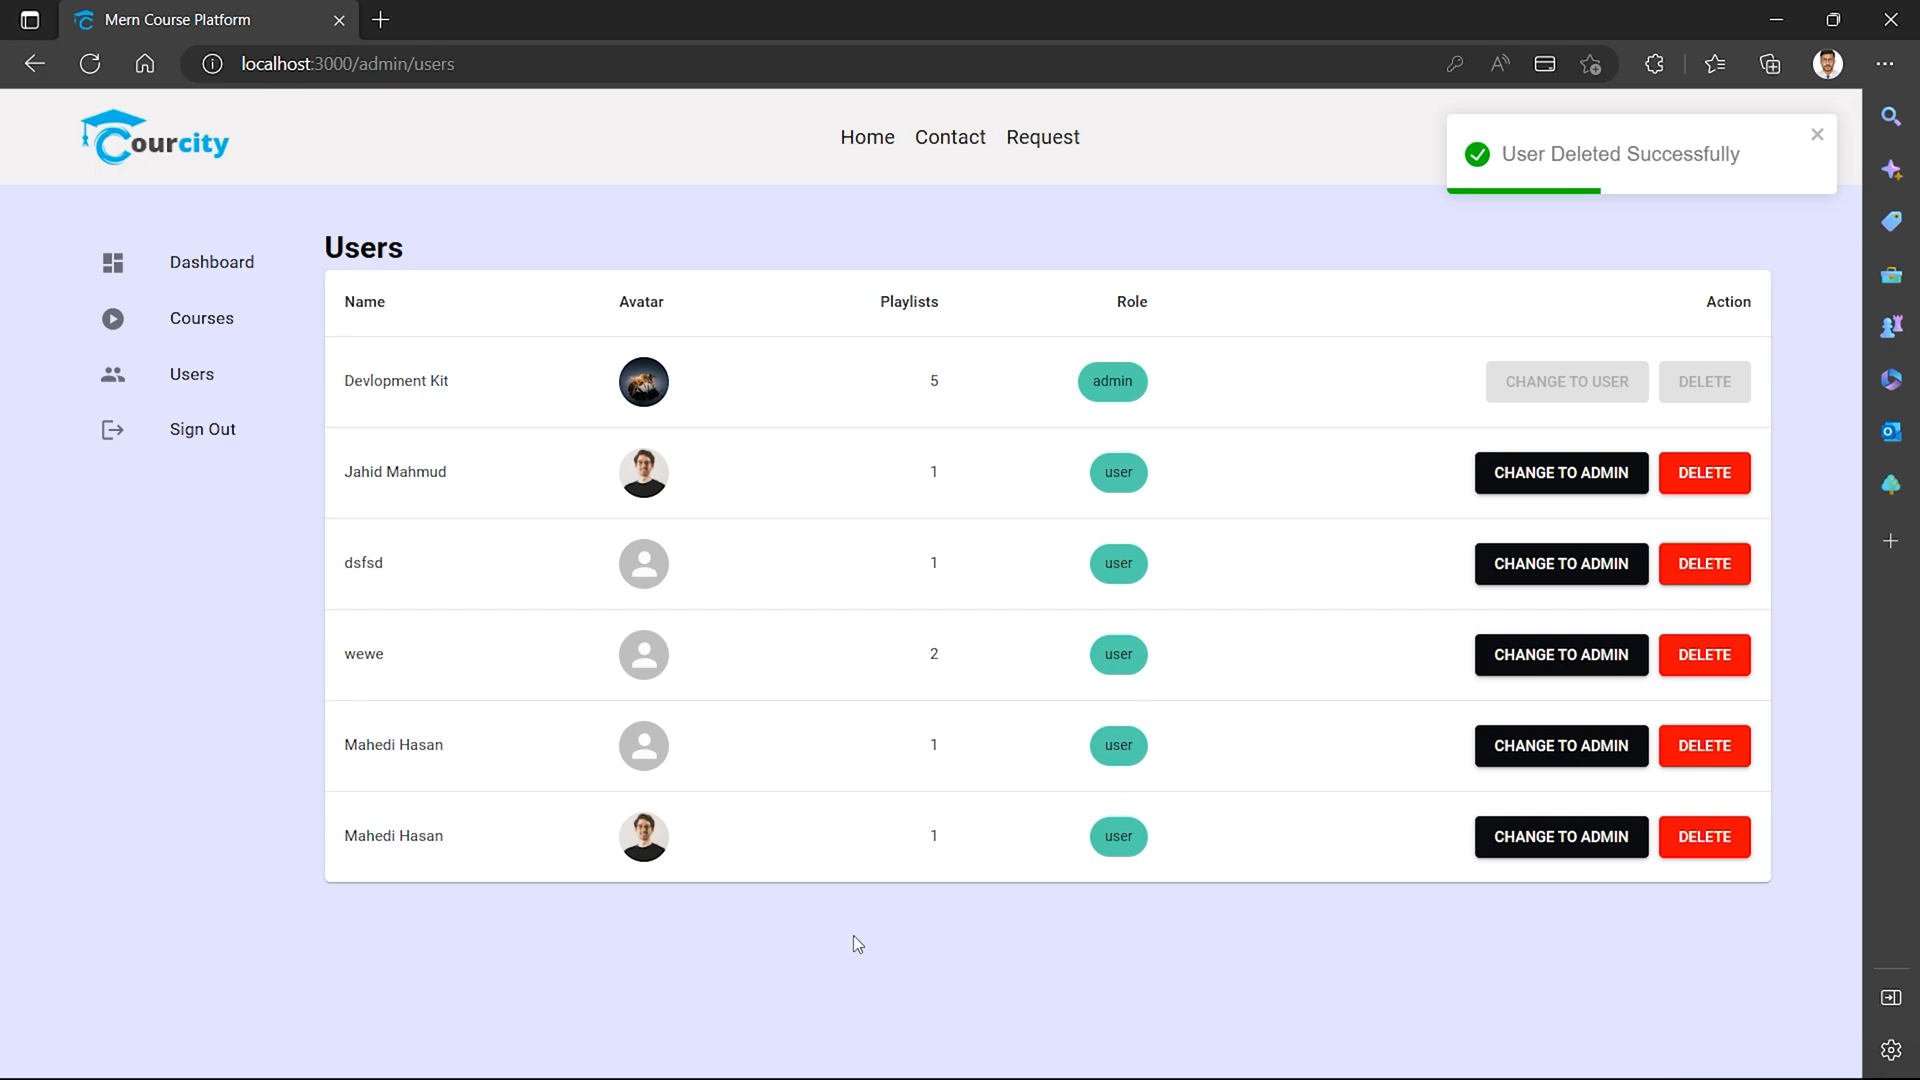 Mern Course Platform
localhost:3000/admin/users
Courcity
Home Contact Request
User Deleted Successfully
Dashboard
Courses
Users
Sign Out
Users
Name Avatar Playlists Role Action
Devlopment Kit 5 admin CHANGE TO USER DELETE
Jahid Mahmud 1 user CHANGE TO ADMIN DELETE
dsfsd 1 user CHANGE TO ADMIN DELETE
wewe 2 user CHANGE TO ADMIN DELETE
Mahedi Hasan 1 user CHANGE TO ADMIN DELETE
Mahedi Hasan 1 user CHANGE TO ADMIN DELETE